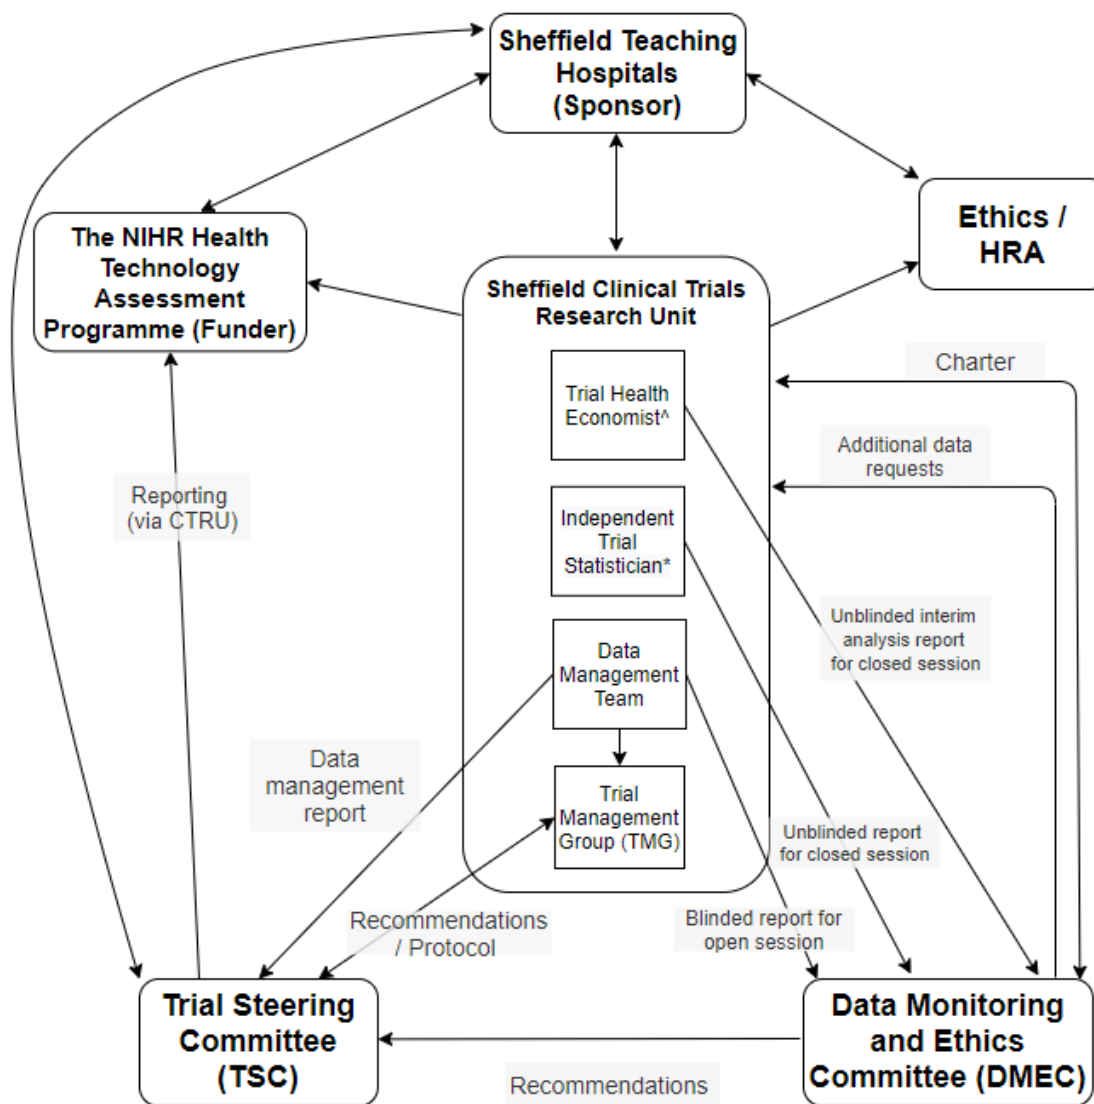 Sheffield Teaching
Hospitals
(Sponsor)
Ethics /
HRA
The NIHR Health
Technology
Assessment
Programme (Funder)
Sheffield Clinical Trials
Research Unit
Trial Health
Economist^
Charter
Additional data
requests
Reporting
(via CTRU)
Independent
Trial
Statistician*
Unblinded interim
analysis report
for closed session
Data
Management
Team
Data
management
report
Trial
Management
Group (TMG)
Unblinded report
for closed session
Recommendations
/ Protocol
Blinded report for
open session
Trial Steering
Committee
(TSC)
Data Monitoring
and Ethics
Committee (DMEC)
Recommendations